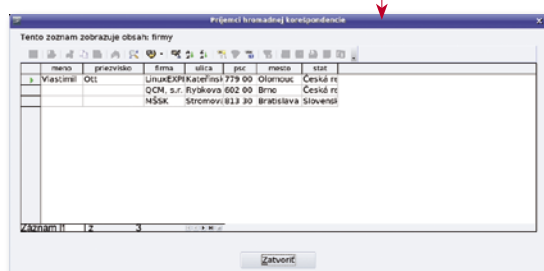 Príjemci hromadnej korešpondencie
Tento zoznam zobrazuje obsah: firmy
meno priezvisko firma ulica psc mesto stat
Vlastimil Ott LinuxEXP Kateřinsk 779 00 Olomouc Česká re
QCM, s.r. Rybkova 602 00 Brno Česká re
MŠSK Stromov 813 30 Bratislava Slovensk
Záznam 1 z 3
Zatvoriť